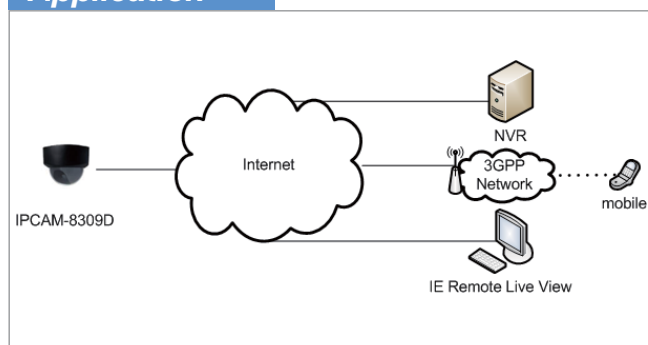 Application
NVR
Internet
3GPP
Network
mobile
IPCAM-8309D
IE Remote Live View